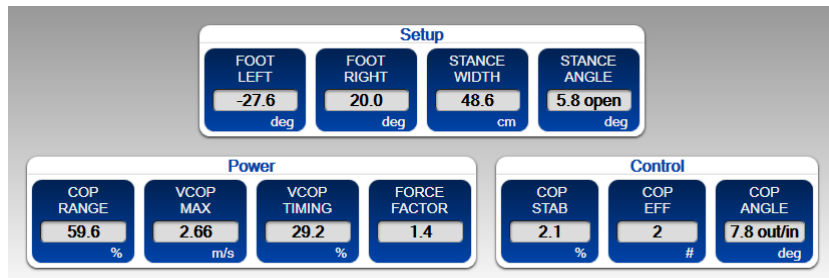 Setup
FOOT LEFT
-27.6
deg
FOOT RIGHT
20.0
deg
STANCE WIDTH
48.6
cm
STANCE ANGLE
5.8 open
deg
Power
COP RANGE
59.6
%
VCOP MAX
2.66
m/s
VCOP TIMING
29.2
%
FORCE FACTOR
1.4
Control
COP STAB
2.1
%
COP EFF
2
#
COP ANGLE
7.8 out/in
deg